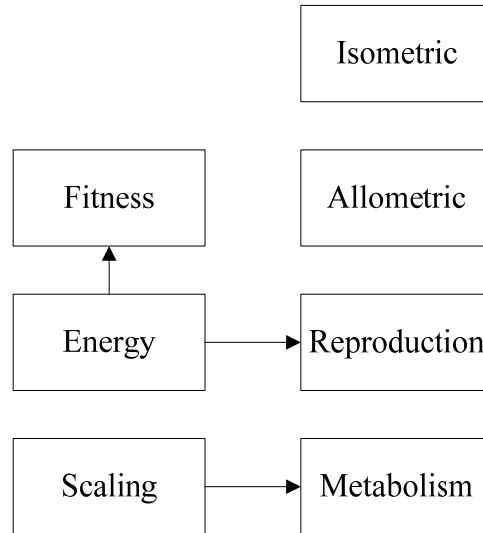 Isometric
Fitness
Allometric
Energy
Reproduction
Scaling
Metabolism